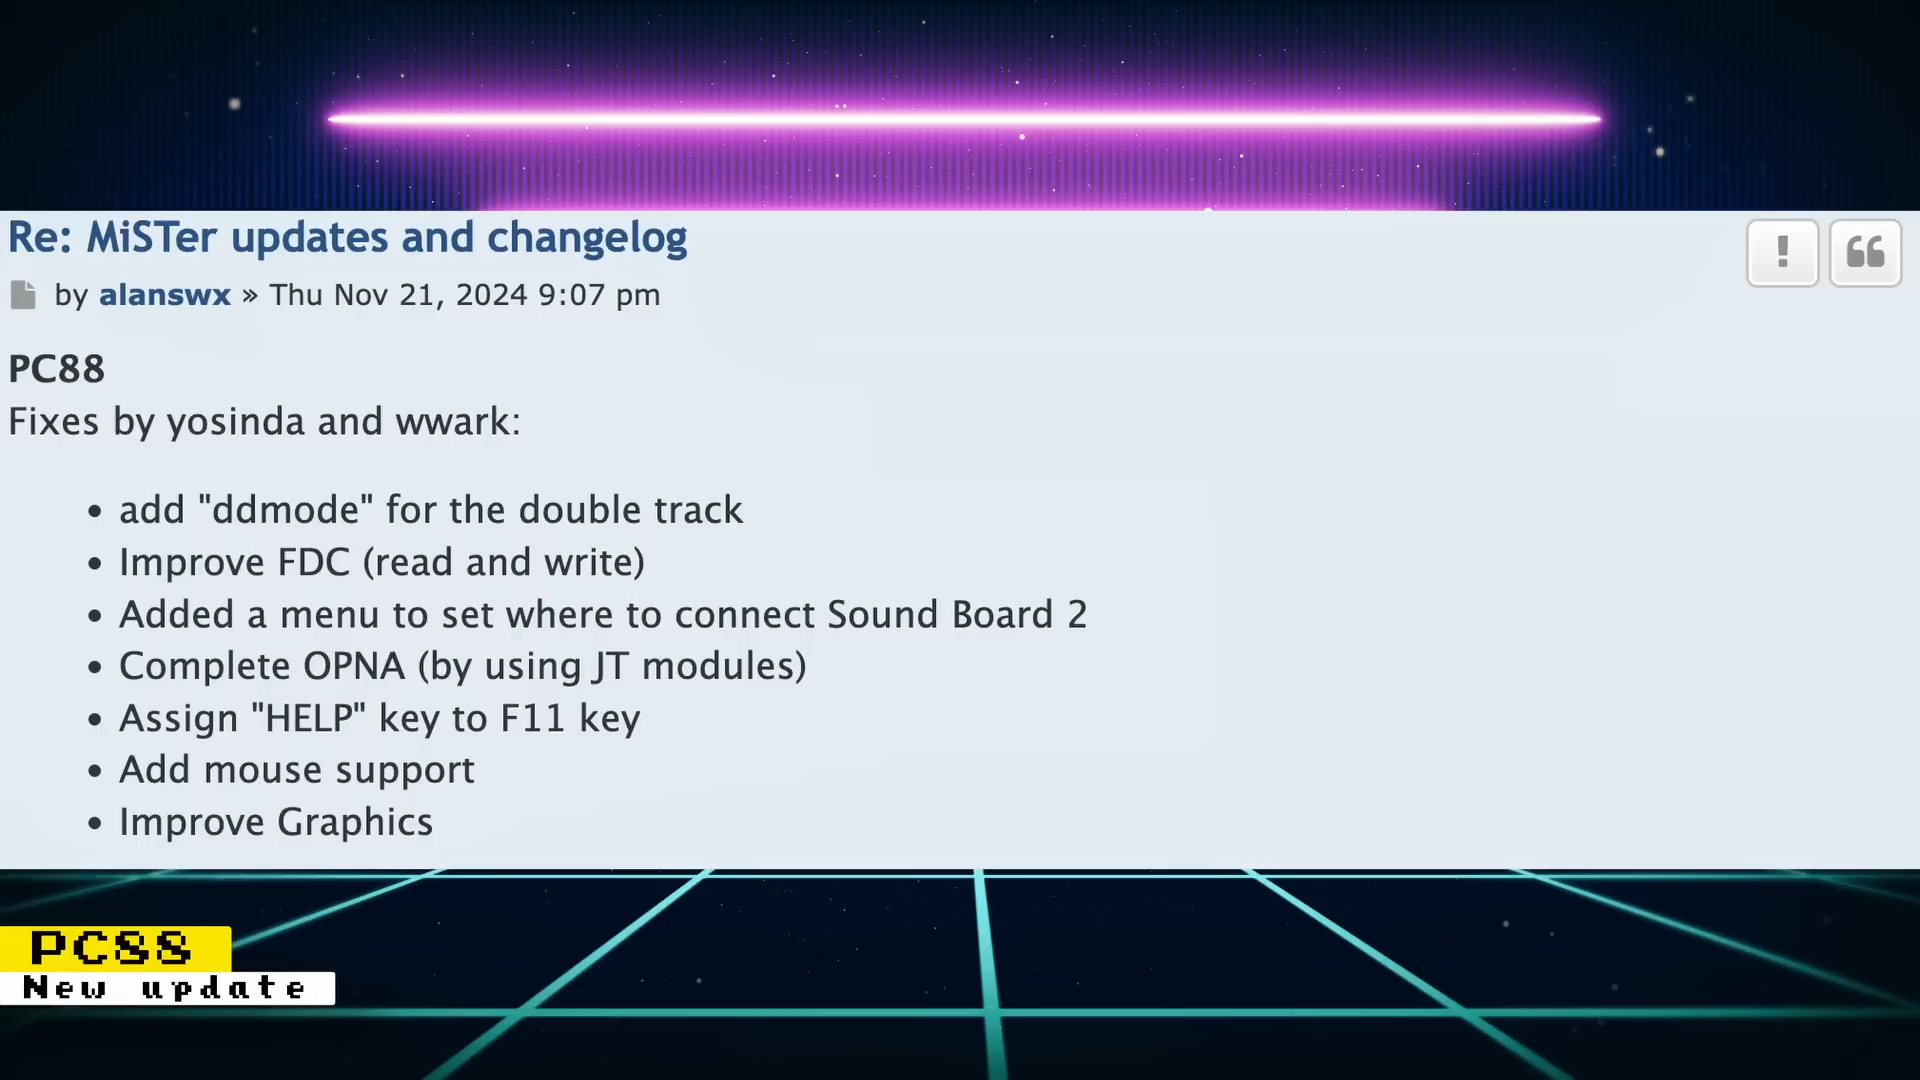 Re: MiSTer updates and changelog
by alanswx » Thu Nov 21, 2024 9:07 pm
PC88
Fixes by yosinda and wwark:
• add "ddmode" for the double track
• Improve FDC (read and write)
• Added a menu to set where to connect Sound Board 2
• Complete OPNA (by using JT modules)
• Assign "HELP" key to F11 key
• Add mouse support
• Improve Graphics
PC88
New update